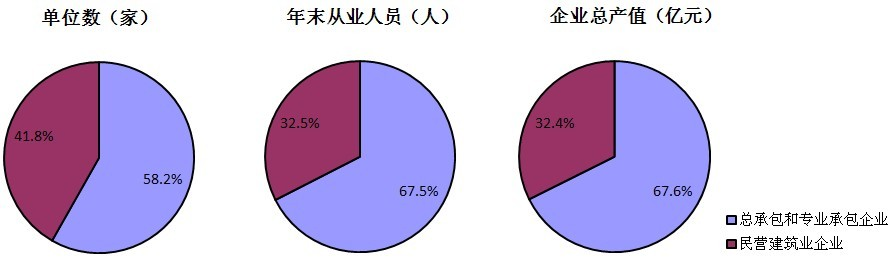 单位数（家）
年末从业人员（人）
企业总产值（亿元）
41.8%
58.2%
32.5%
67.5%
32.4%
67.6%
总承包和专业承包企业
民营建筑业企业